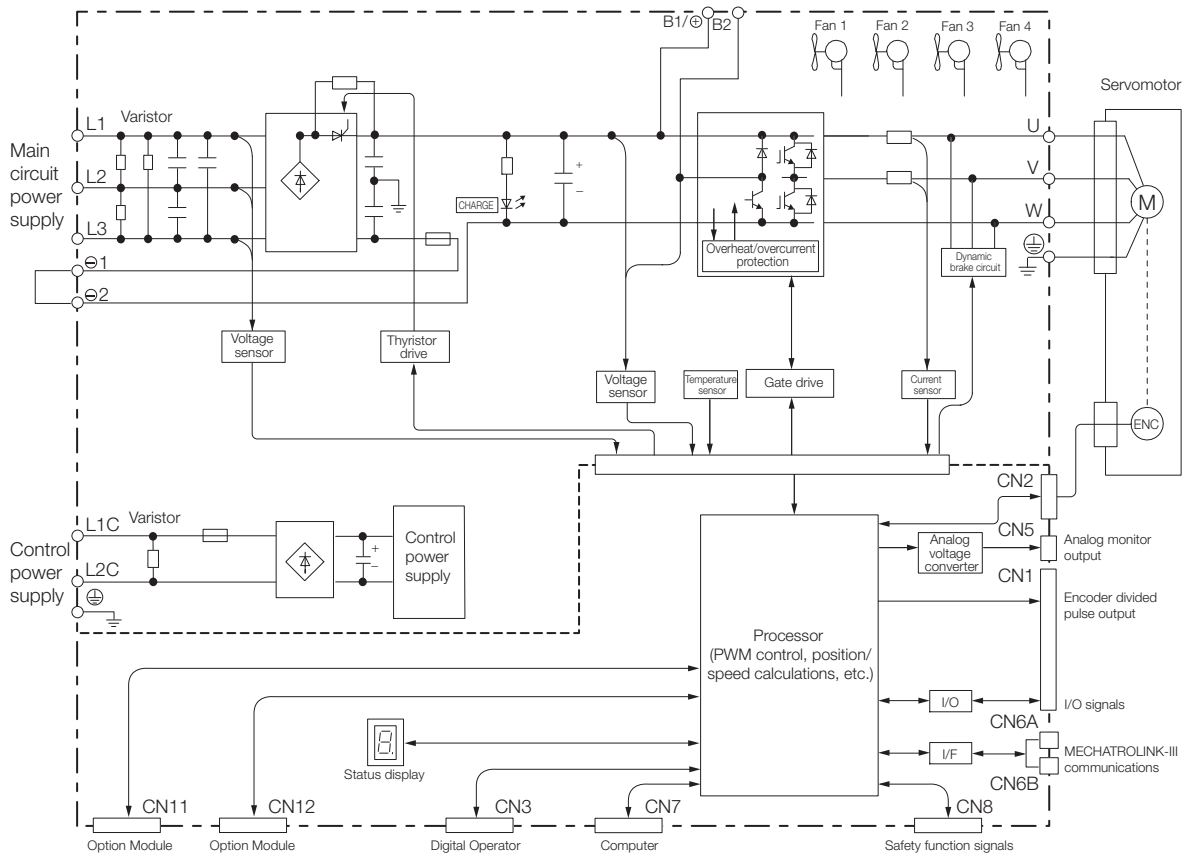 B1/⊕
B2
Fan 1
Fan 2
Fan 3
Fan 4
Servomotor
Main
circuit
power
supply
L1
Varistor
L2
L3
⊖1
⊖2
CHARGE
+
–
Overheat/overcurrent
protection
U
V
W
M
Dynamic
brake circuit
Voltage
sensor
Thyristor
drive
Voltage
sensor
Temperature
sensor
Gate drive
Current
sensor
ENC
Control
power
supply
L1C
Varistor
L2C
+
–
Control
power
supply
CN2
CN5
Analog monitor
output
Analog
voltage
converter
CN1
Encoder divided
pulse output
Processor
(PWM control, position/
speed calculations, etc.)
I/O
I/O signals
CN6A
I/F
MECHATROLINK-III
communications
CN6B
8.
Status display
CN11
CN12
CN3
CN7
CN8
Option Module
Option Module
Digital Operator
Computer
Safety function signals